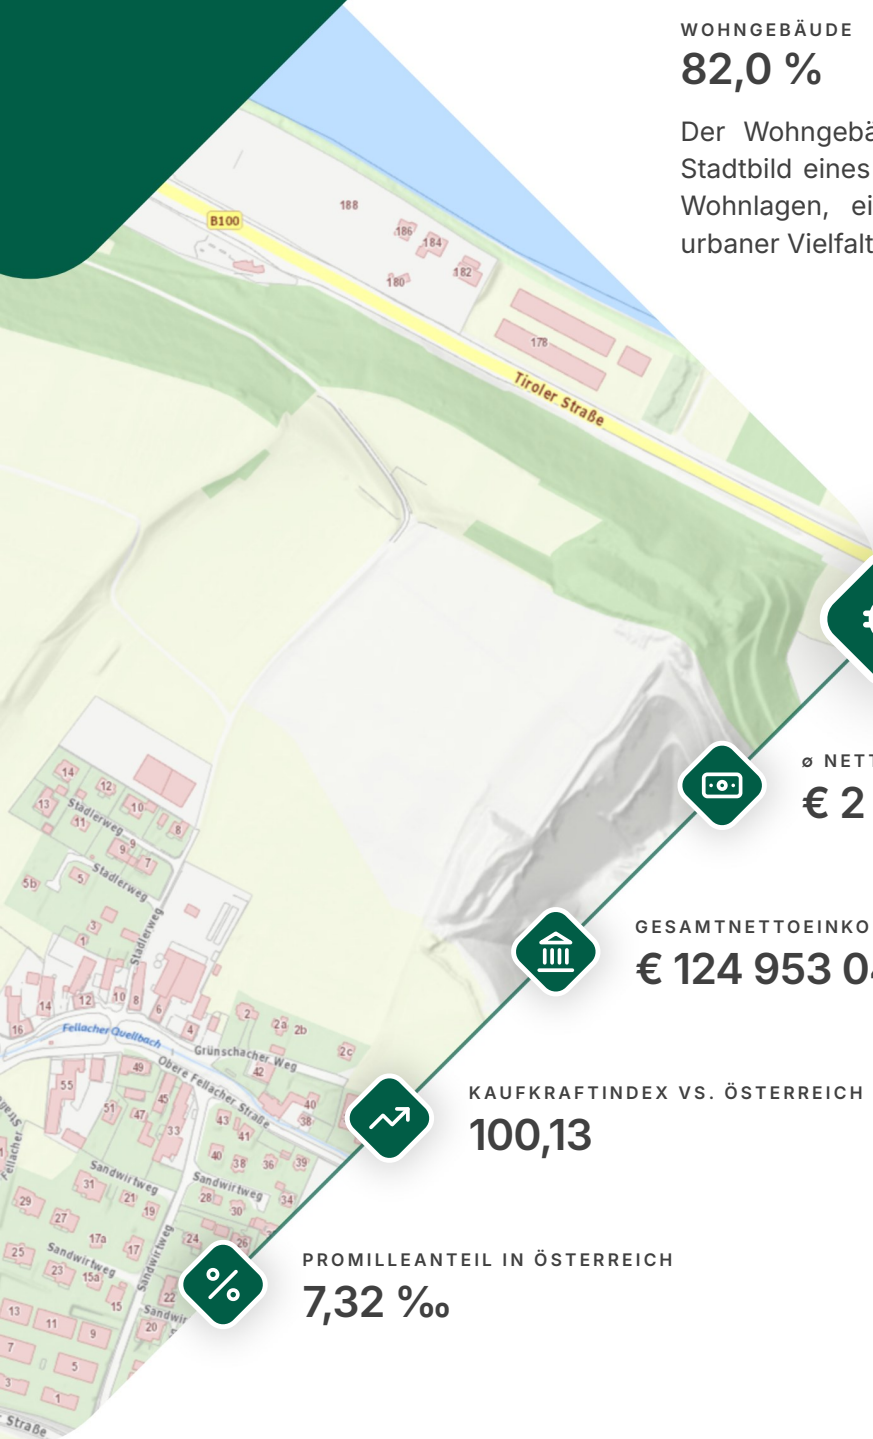 WOHNGEBÄUDE
82,0 %
Der Wohngebä
Stadtbild eines
Wohnlagen, ei
urbaner Vielfalt
188
B100
186
184
182
180
178
Tiroler Straße
ø NETT
€ 2
14
12
10
13
Stadlerweg
11
8
9
9
7
5b
5
Stadlerweg
3
1
Stadlerweg
GESAMTNETTOEINKO
€ 124 953 04
14
12
10
8
6
16
4
2
2a
2b
2c
Fellacher Quellbach
Grünschacher Weg
Obere Fellacher Straße
49
42
55
45
51
47
33
40
38
43
41
KAUFKRAFTINDEX VS. ÖSTERREICH
100,13
40
38
36
39
Sandwirtweg
Sandwirtweg
31
21
19
28
30
34
29
27
17a
17
24
26
25
Sandwirtweg
23
15a
15
Sandwirtweg
22
20
PROMILLEANTEIL IN ÖSTERREICH
7,32 ‰
13
11
9
7
5
3
1
Straße